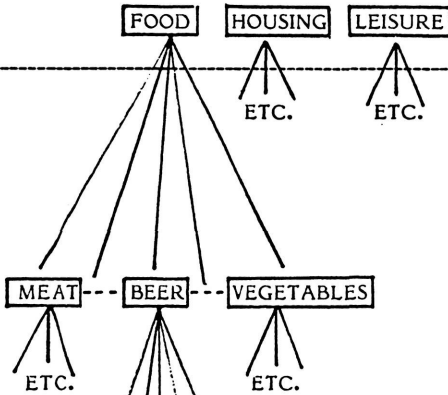 FOOD HOUSING LEISURE
ETC. ETC.
MEAT BEER VEGETABLES
ETC. ETC.